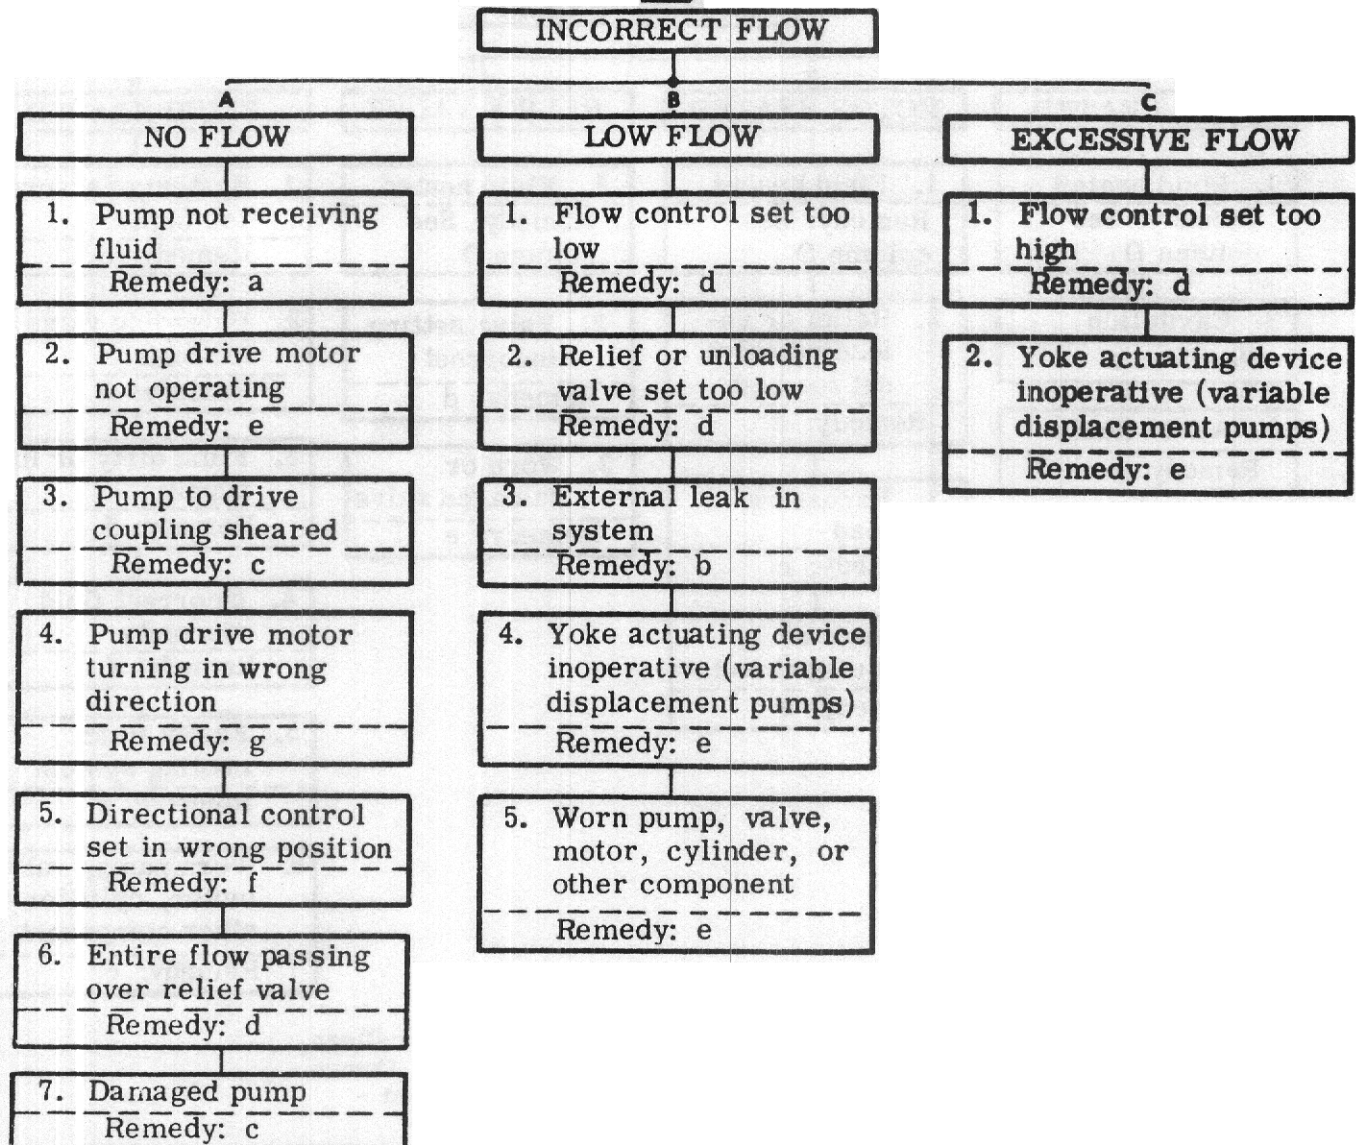 INCORRECT FLOW
A
NO FLOW
1. Pump not receiving
fluid
Remedy: a
2. Pump drive motor
not operating
Remedy: e
3. Pump to drive
coupling sheared
Remedy: c
4. Pump drive motor
turning in wrong
direction
Remedy: g
5. Directional control
set in wrong position
Remedy: f
6. Entire flow passing
over relief valve
Remedy: d
7. Damaged pump
Remedy: c
B
LOW FLOW
1. Flow control set too
low
Remedy: d
2. Relief or unloading
valve set too low
Remedy: d
3. External leak in
system
Remedy: b
4. Yoke actuating device
inoperative (variable
displacement pumps)
Remedy: e
5. Worn pump, valve,
motor, cylinder, or
other component
Remedy: e
C
EXCESSIVE FLOW
1. Flow control set too
high
Remedy: d
2. Yoke actuating device
inoperative (variable
displacement pumps)
Remedy: e